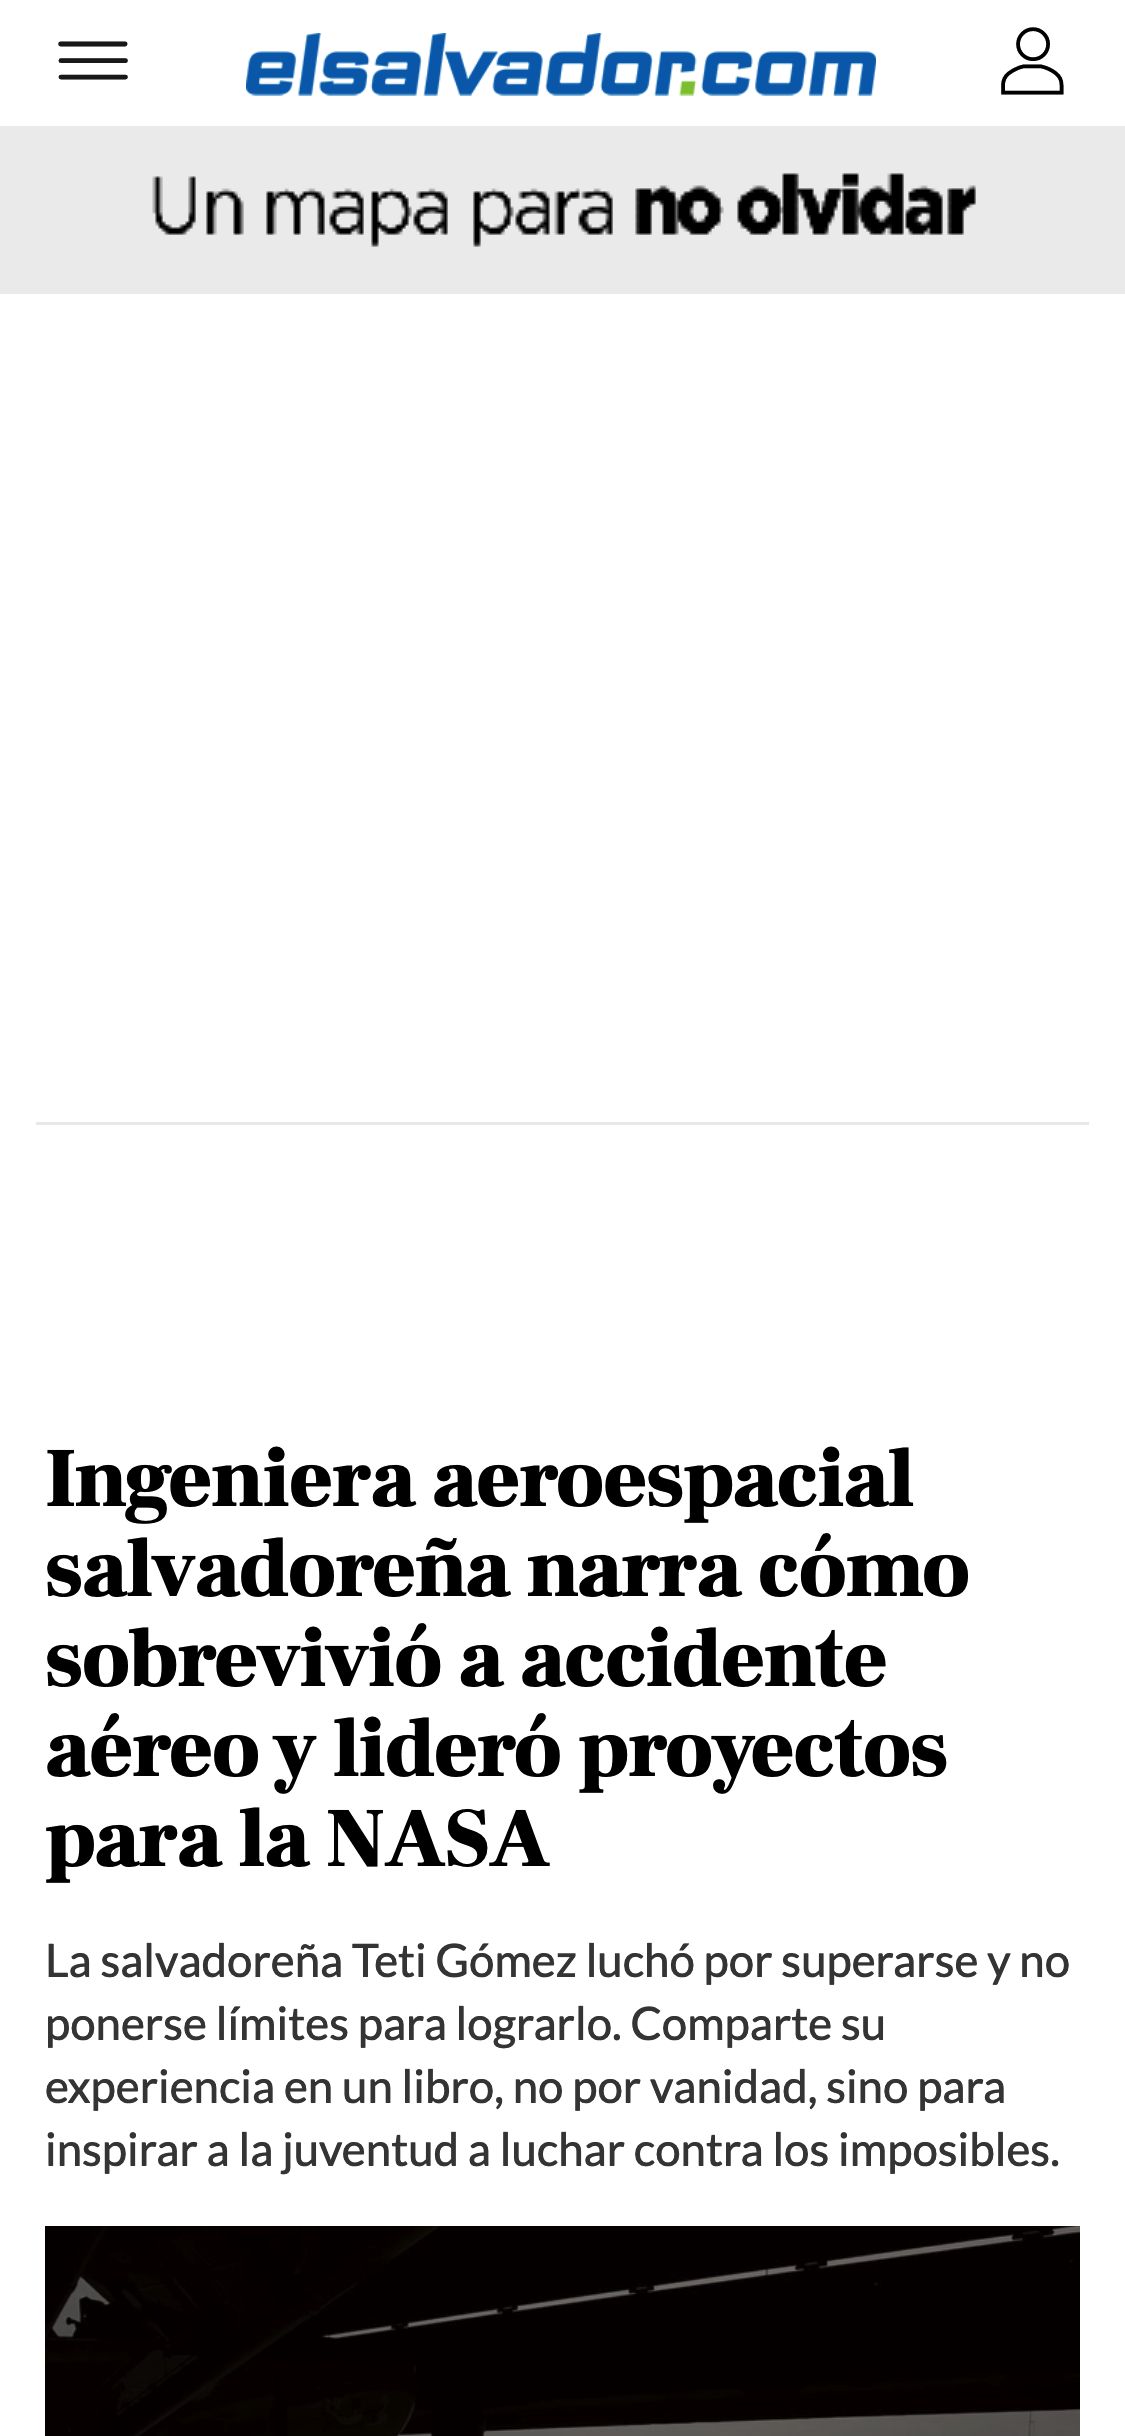 elsalvador.com
Un mapa para no olvidar
Ingeniera aeroespacial
salvadoreña narra cómo
sobrevivió a accidente
aéreo y lideró proyectos
para la NASA
La salvadoreña Teti Gómez luchó por superarse y no
ponerse límites para lograrlo. Comparte su
experiencia en un libro, no por vanidad, sino para
inspirar a la juventud a luchar contra los imposibles.